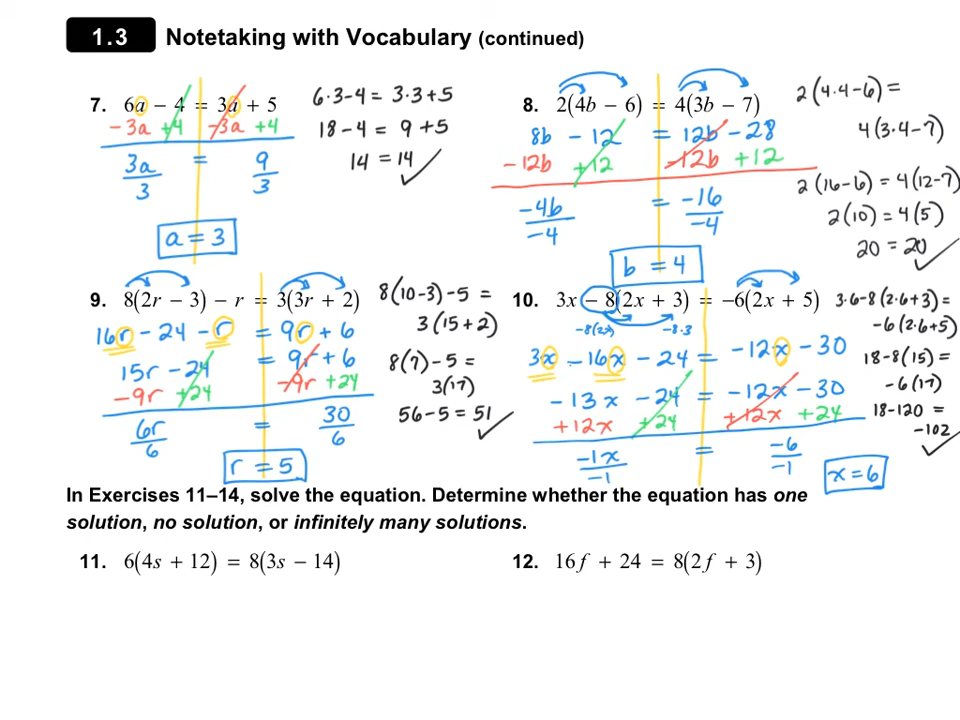 1.3 Notetaking with Vocabulary (continued)
7. 6a − 4 = 3a + 5
−3a +4 −3a +4
3a = 9
3 3
a = 3
6·3−4 = 3·3+5
18−4 = 9+5
14 = 14 ✓
8. 2(4b − 6) = 4(3b − 7)
8b − 12 = 12b − 28
−12b +12 −12b +12
−4b = −16
−4 −4
b = 4
2(4·4−6) =
4(3·4−7)
2(16−6) = 4(12−7)
2(10) = 4(5)
20 = 20 ✓
9. 8(2r − 3) − r = 3(3r + 2)
16r − 24 − r = 9r + 6
15r − 24 = 9r + 6
−9r +24 −9r +24
6r = 30
6 6
r = 5
8(10−3)−5 =
3(15+2)
8(7)−5 =
3(17)
56−5 = 51 ✓
10. 3x − 8(2x + 3) = −6(2x + 5)
−8(2x) −8·3
3x − 16x − 24 = −12x − 30
−13x − 24 = −12x − 30
+12x +24 +12x +24
−1x = −6
−1 −1
x = 6
3·6−8(2·6+3) =
−6(2·6+5)
18−8(15) =
−6(17)
18−120 =
−102 ✓
In Exercises 11–14, solve the equation. Determine whether the equation has one
solution, no solution, or infinitely many solutions.
11. 6(4s + 12) = 8(3s − 14)
12. 16f + 24 = 8(2f + 3)